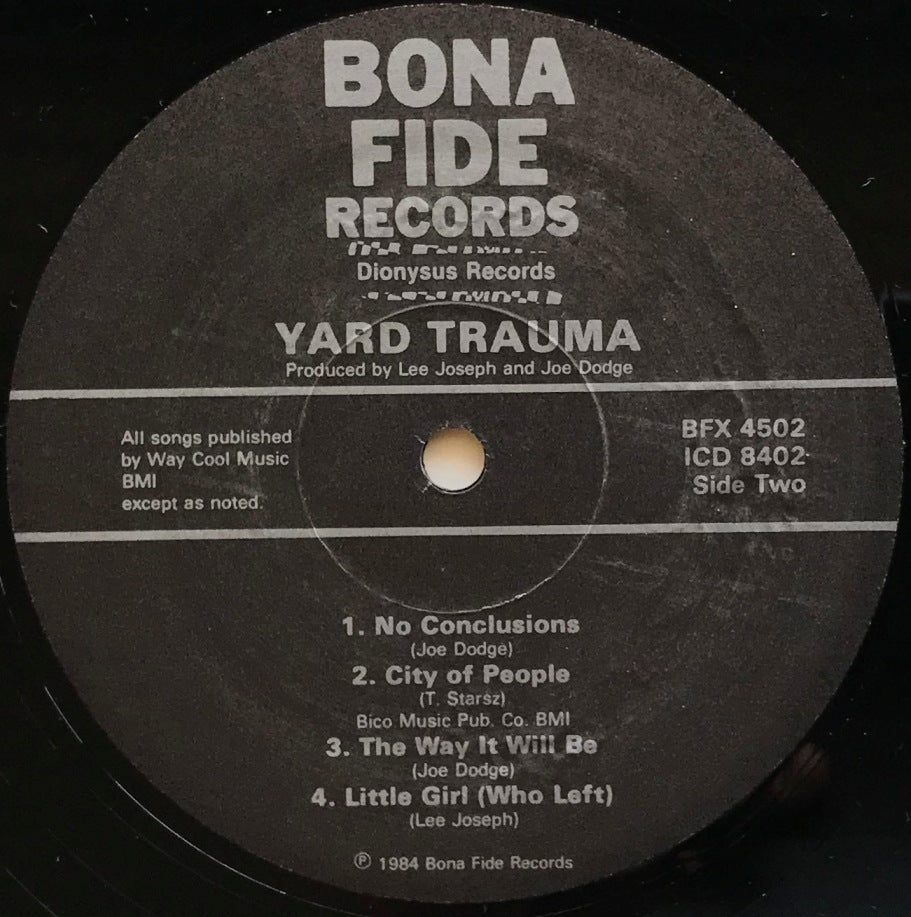 BONA
FIDE
RECORDS
Dionysus Records
YARD TRAUMA
Produced by Lee Joseph and Joe Dodge
All songs published
by Way Cool Music
BMI
except as noted.
BFX 4502
ICD 8402
Side Two
1. No Conclusions
(Joe Dodge)
2. City of People
(T. Starsz)
Bico Music Pub. Co. BMI
3. The Way It Will Be
(Joe Dodge)
4. Little Girl (Who Left)
(Lee Joseph)
℗ 1984 Bona Fide Records